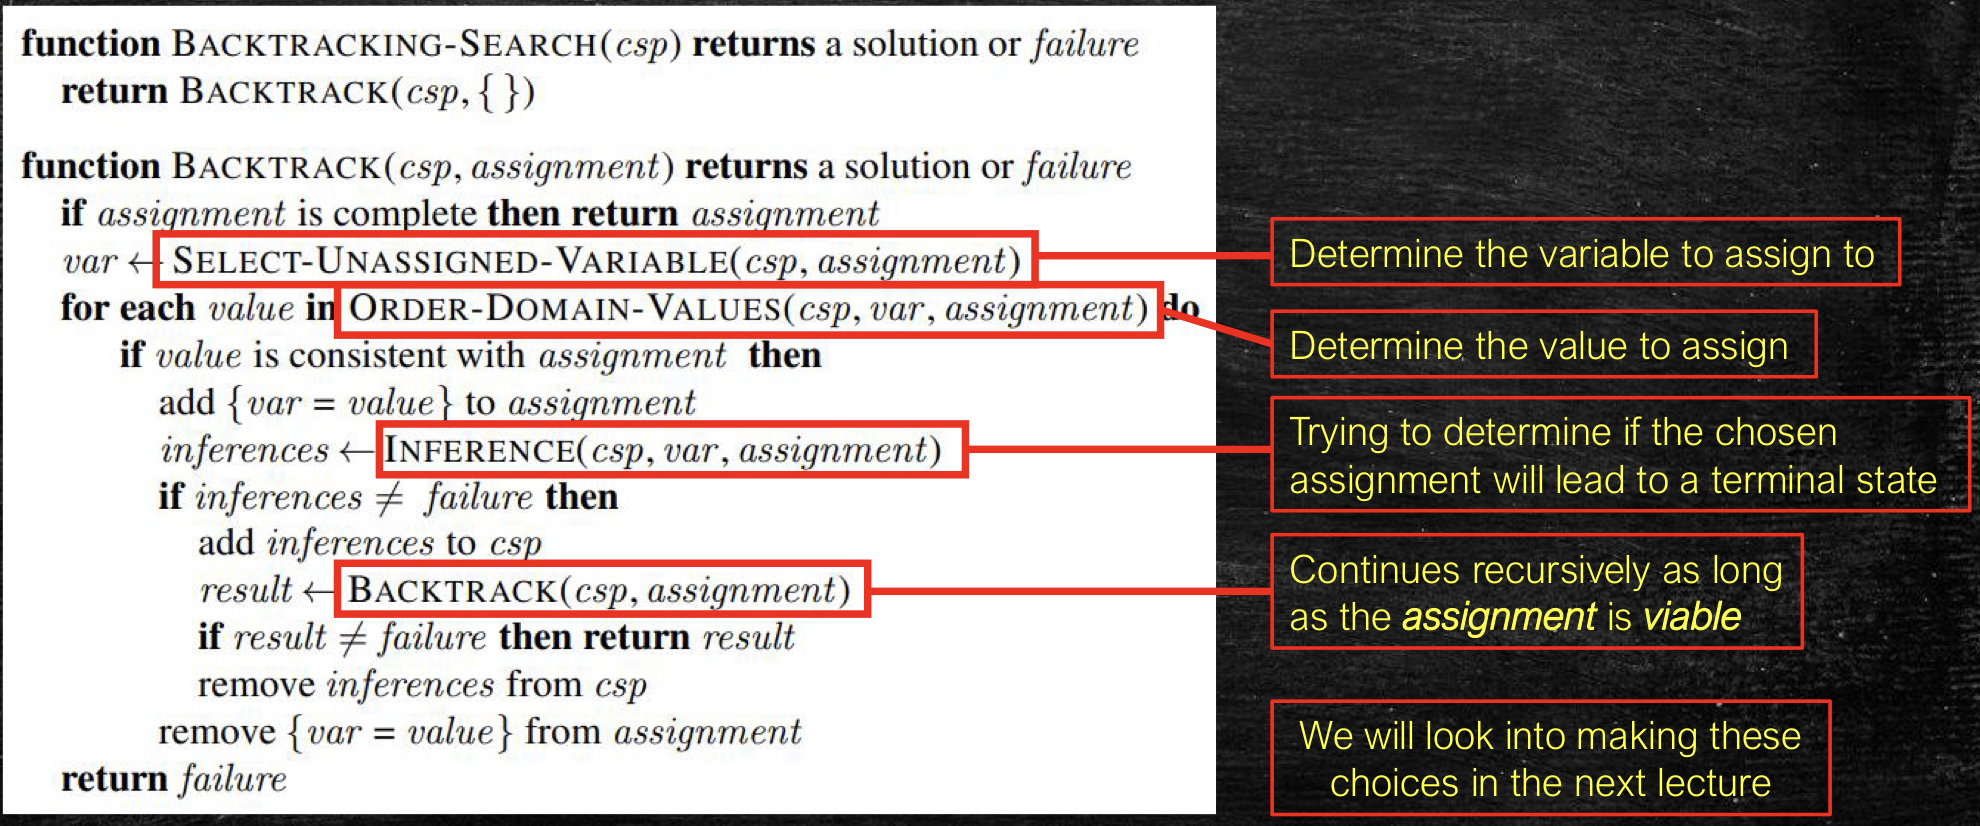 function BACKTRACKING-SEARCH(csp) returns a solution or failure
return BACKTRACK(csp, { })
function BACKTRACK(csp, assignment) returns a solution or failure
if assignment is complete then return assignment
var ← SELECT-UNASSIGNED-VARIABLE(csp, assignment)
for each value in ORDER-DOMAIN-VALUES(csp, var, assignment) do
if value is consistent with assignment then
add {var = value} to assignment
inferences ← INFERENCE(csp, var, assignment)
if inferences ≠ failure then
add inferences to csp
result ← BACKTRACK(csp, assignment)
if result ≠ failure then return result
remove inferences from csp
remove {var = value} from assignment
return failure
Determine the variable to assign to
Determine the value to assign
Trying to determine if the chosen
assignment will lead to a terminal state
Continues recursively as long
as the assignment is viable
We will look into making these
choices in the next lecture